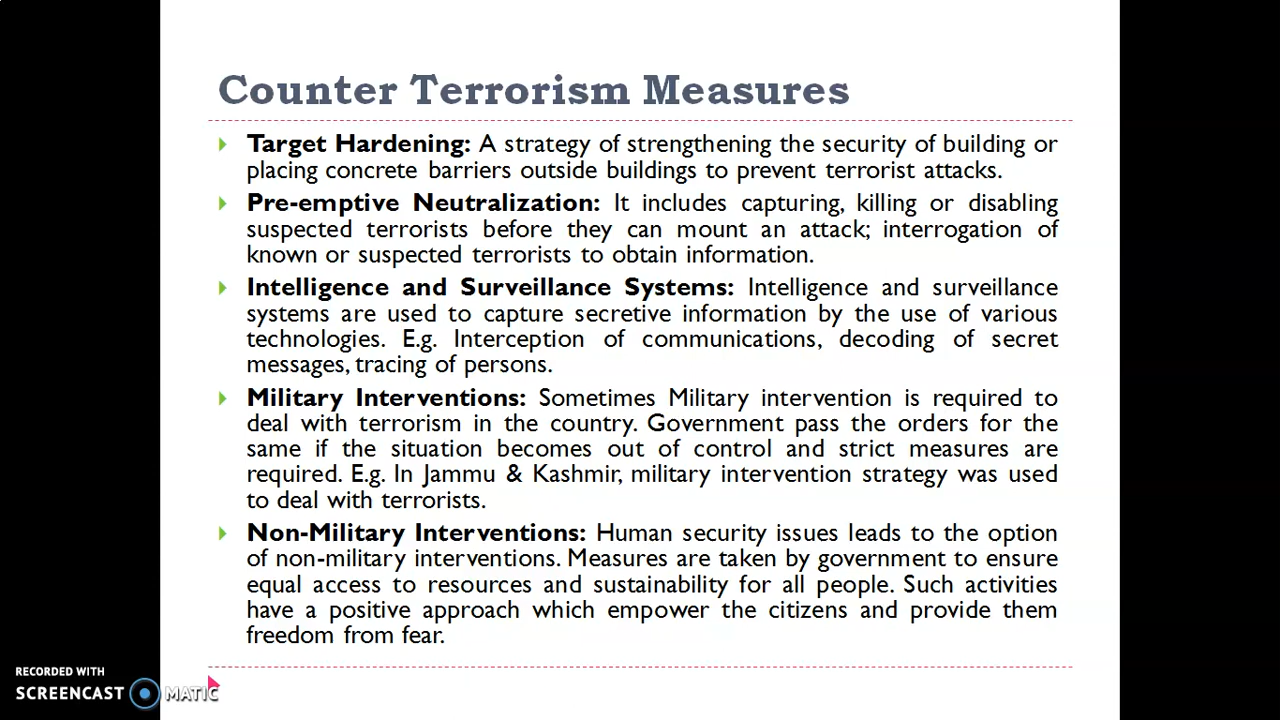 Counter Terrorism Measures
Target Hardening: A strategy of strengthening the security of building or
placing concrete barriers outside buildings to prevent terrorist attacks.
Pre-emptive Neutralization: It includes capturing, killing or disabling
suspected terrorists before they can mount an attack; interrogation of
known or suspected terrorists to obtain information.
Intelligence and Surveillance Systems: Intelligence and surveillance
systems are used to capture secretive information by the use of various
technologies. E.g. Interception of communications, decoding of secret
messages, tracing of persons.
Military Interventions: Sometimes Military intervention is required to
deal with terrorism in the country. Government pass the orders for the
same if the situation becomes out of control and strict measures are
required. E.g. In Jammu & Kashmir, military intervention strategy was used
to deal with terrorists.
Non-Military Interventions: Human security issues leads to the option
of non-military interventions. Measures are taken by government to ensure
equal access to resources and sustainability for all people. Such activities
have a positive approach which empower the citizens and provide them
freedom from fear.
RECORDED WITH
SCREENCAST MATIC